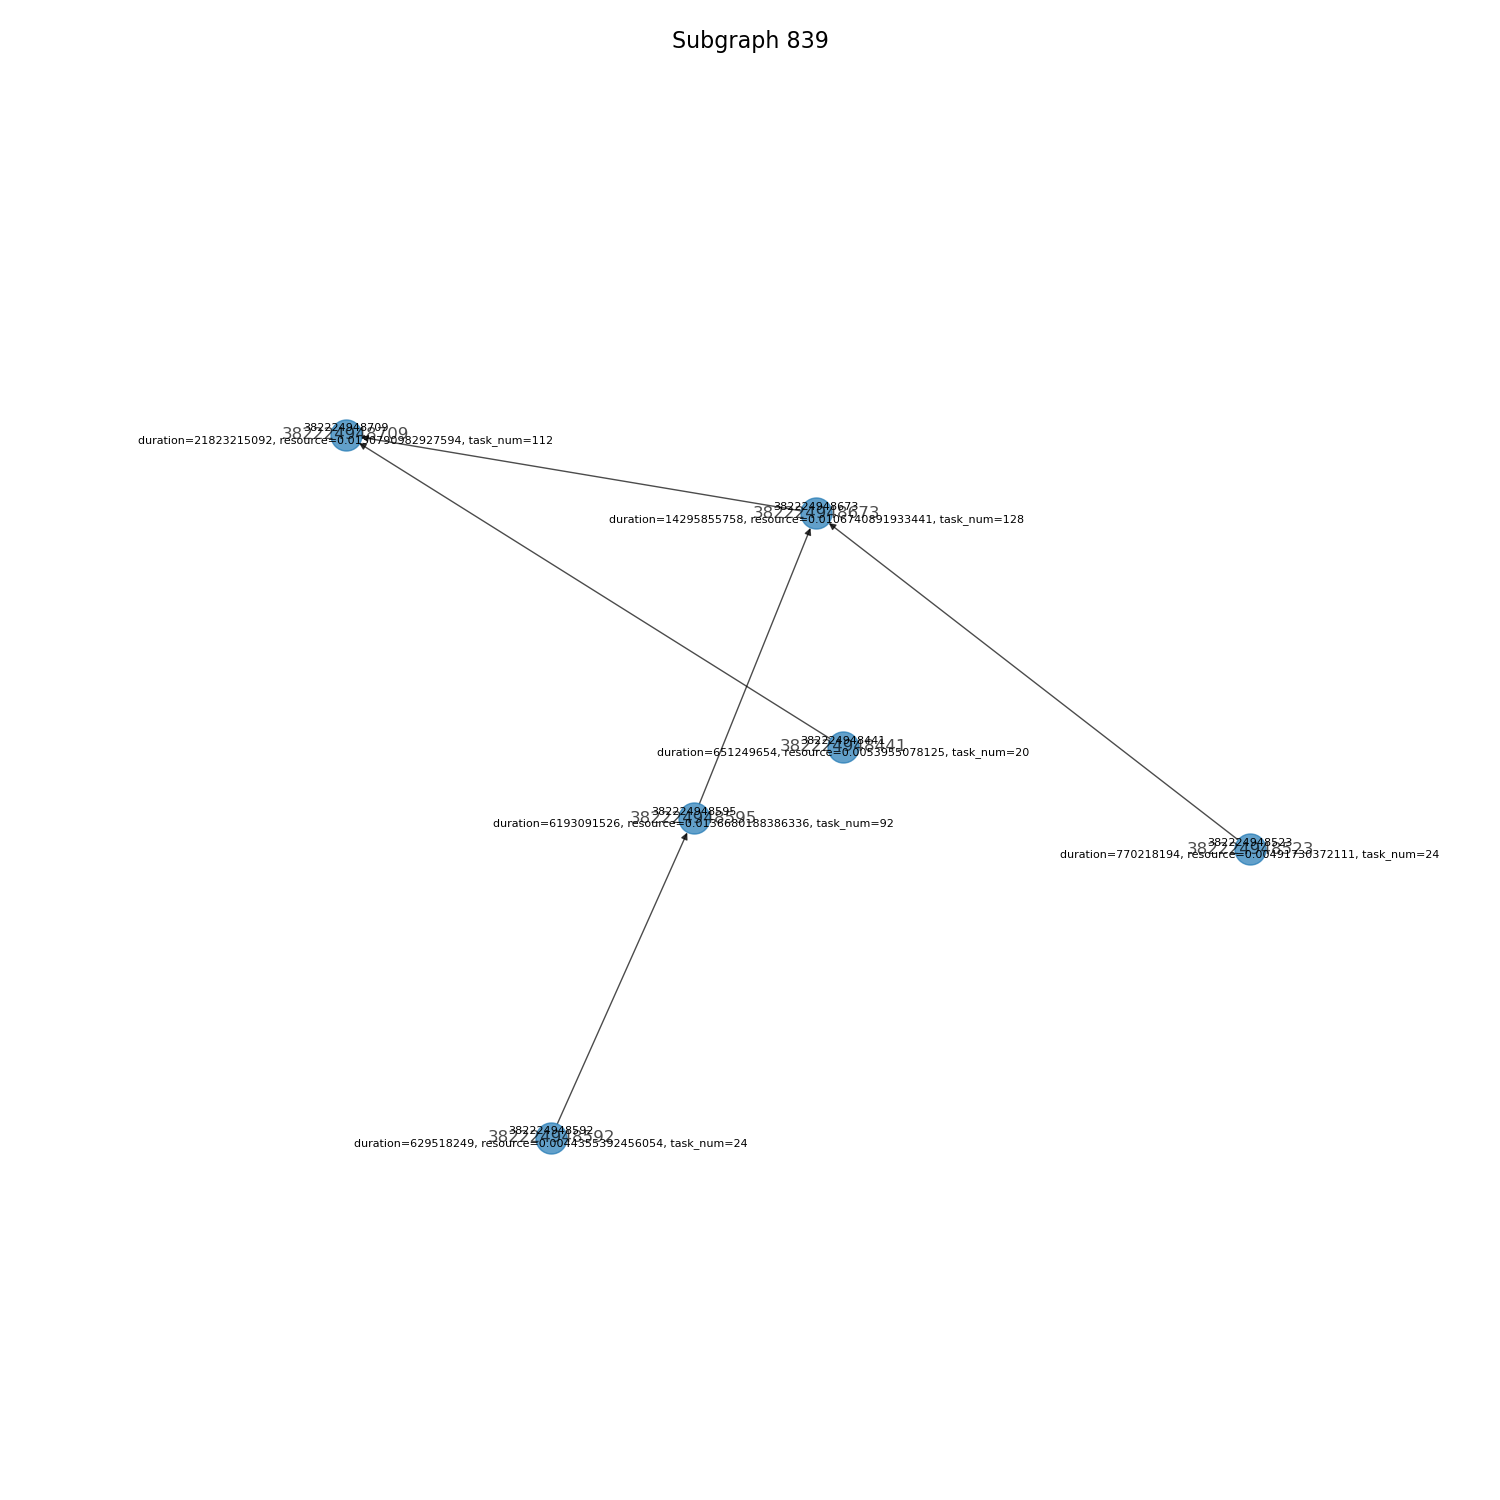 Subgraph 839
382224948709
382224948709
duration=21823215092, resource=0.0130790982927594, task_num=112
382224948673
382224948673
duration=14295855758, resource=0.0106740891933441, task_num=128
382224948441
382224948441
duration=651249654, resource=0.0053955078125, task_num=20
382224948595
382224948595
duration=6193091526, resource=0.0136680188386336, task_num=92
382224948523
382224948523
duration=770218194, resource=0.00491730372111, task_num=24
382224948592
382224948592
duration=629518249, resource=0.0044355392456054, task_num=24